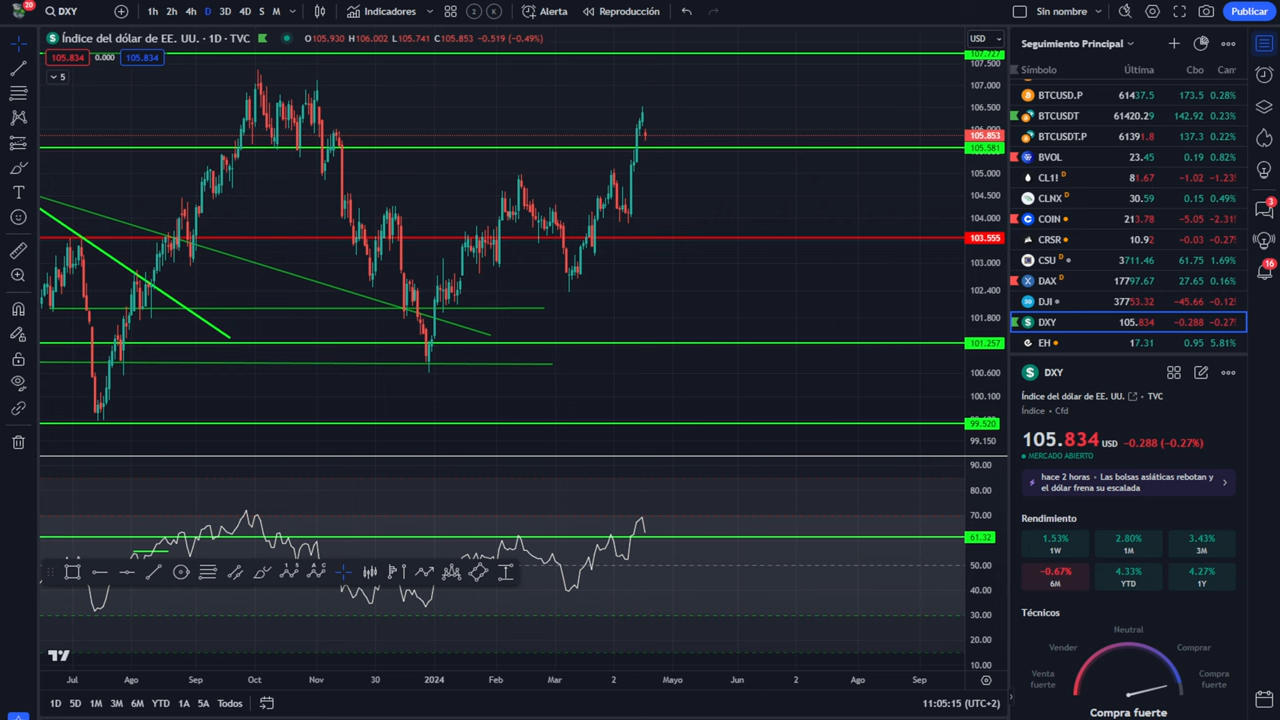 20
DXY
1h 2h 4h D 3D 4D S M
Indicadores
2
K
Alerta
Reproducción
Sin nombre
Publicar
Índice del dólar de EE. UU. · 1D · TVC
O105.930 H106.002 L105.741 C105.853 -0.519 (-0.49%)
105.834 0.000 105.834
5
USD
107.727
107.500
107.000
106.500
105.853
105.581
105.000
104.500
104.000
103.555
103.000
102.400
101.800
101.257
100.600
100.100
99.520
99.150
90.00
80.00
70.00
61.32
50.00
40.00
30.00
20.00
10.00
Jul Ago Sep Oct Nov 30 2024 Feb Mar 2 Mayo Jun 2 Ago Sep
1D 5D 1M 3M 6M YTD 1A 5A Todos
11:05:15 (UTC+2)
Seguimiento Principal
Símbolo Última Cbo Can
BTCUSD.P 61437.5 173.5 0.28%
BTCUSDT 61420.29 142.92 0.23%
BTCUSDT.P 61391.8 137.3 0.22%
BVOL 23.45 0.19 0.82%
CL1! D 81.67 -1.02 -1.23
CLNX D 30.59 0.15 0.49%
COIN 213.78 -5.05 -2.31
CRSR 10.92 -0.03 -0.27
CSU D 3711.46 61.75 1.69%
DAX D 17797.67 27.65 0.16%
DJI 37753.32 -45.66 -0.12
DXY 105.834 -0.288 -0.27
EH 17.31 0.95 5.81%
DXY
Índice del dólar de EE. UU. • TVC
Índice • Cfd
105.834 USD -0.288 (-0.27%)
MERCADO ABIERTO
hace 2 horas • Las bolsas asiáticas rebotan y
el dólar frena su escalada
Rendimiento
1.53% 2.80% 3.43%
1W 1M 3M
-0.67% 4.33% 4.27%
6M YTD 1Y
Técnicos
Neutral
Vender Comprar
Venta fuerte
Compra fuerte
Compra fuerte
3
16